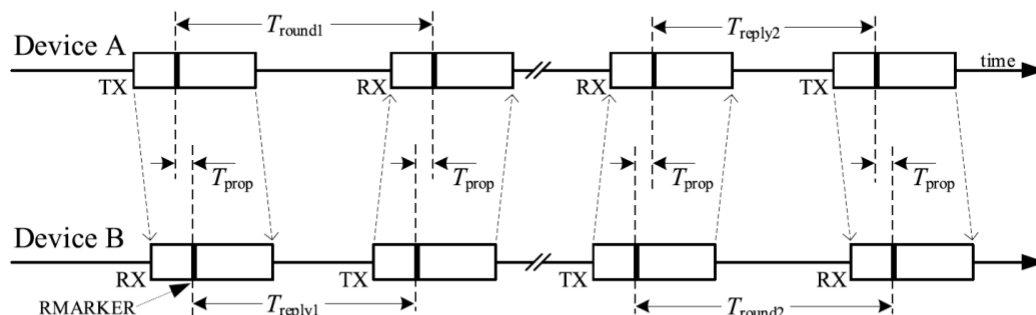 T_round1 T_reply2
Device A
time
TX RX RX TX
T_prop T_prop T_prop T_prop
Device B
RX TX TX RX
RMARKER T_reply1 T_round2